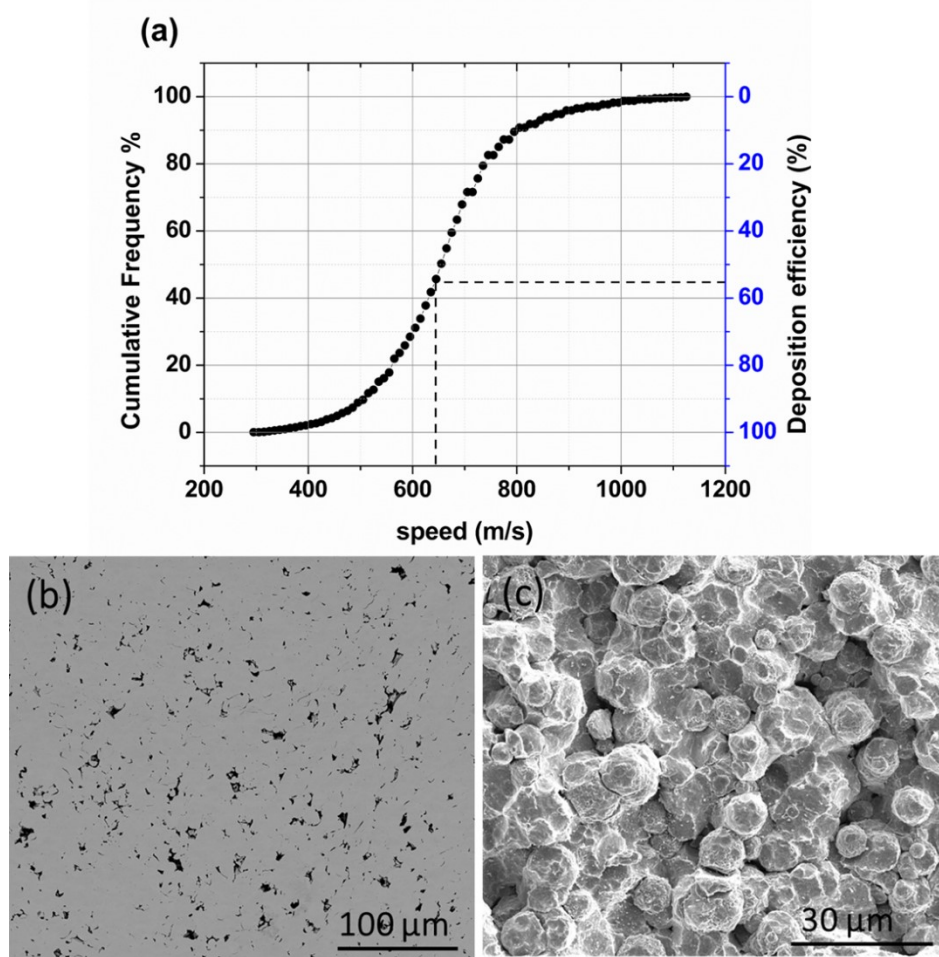 (a)
Cumulative Frequency %
100
80
60
40
20
0
Deposition efficiency (%)
0
20
40
60
80
100
200 400 600 800 1000 1200
speed (m/s)
(b)
100 µm
(c)
30 µm